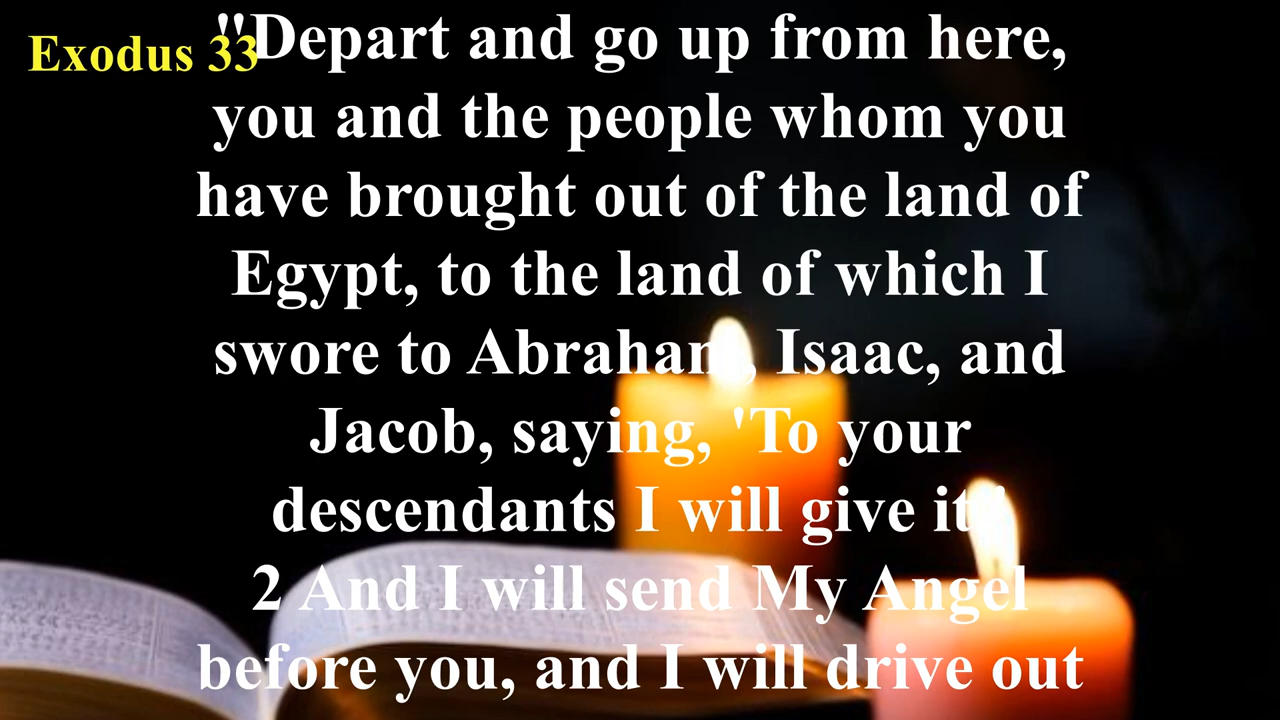 Exodus 33
"Depart and go up from here,
you and the people whom you
have brought out of the land of
Egypt, to the land of which I
swore to Abraham, Isaac, and
Jacob, saying, 'To your
descendants I will give it.'
2 And I will send My Angel
before you, and I will drive out